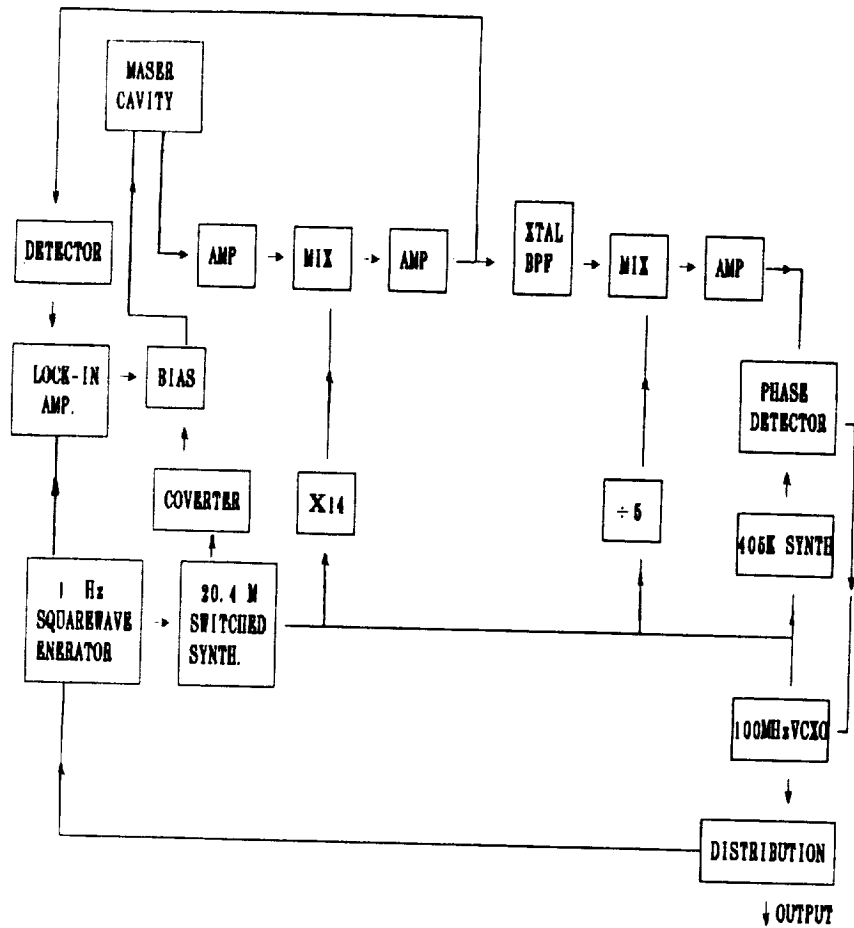 MASER
CAVITY
DETECTOR
AMP
MIX
AMP
XTAL
BPF
MIX
AMP
LOCK-IN
AMP.
BIAS
PHASE
DETECTOR
COVERTER
X14
÷5
405K SYNTH
1 Hz
SQUAREWAVE
ENERATOR
20.4 M
SWITCHED
SYNTH.
100MHzVCXO
DISTRIBUTION
OUTPUT